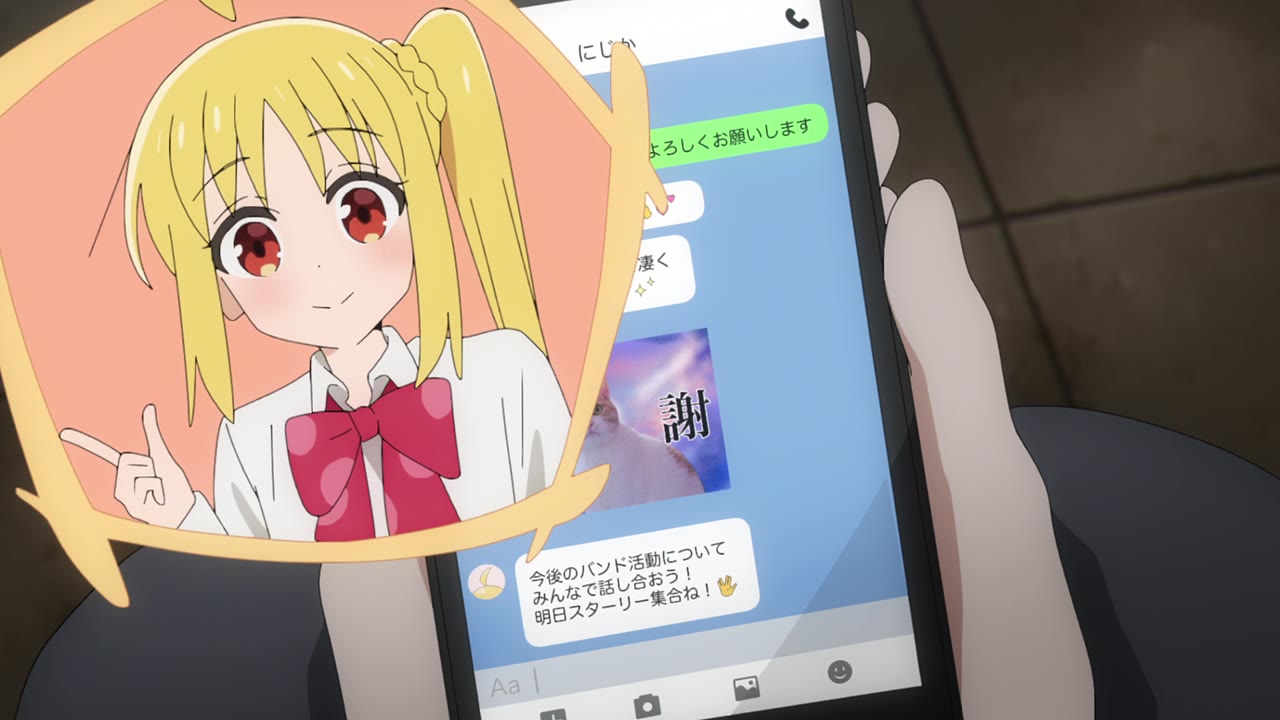 にじか
よろしくお願いします
凄く
謝
今後のバンド活動について
みんなで話し合おう！
明日スターリー集合ね！🖖
Aa